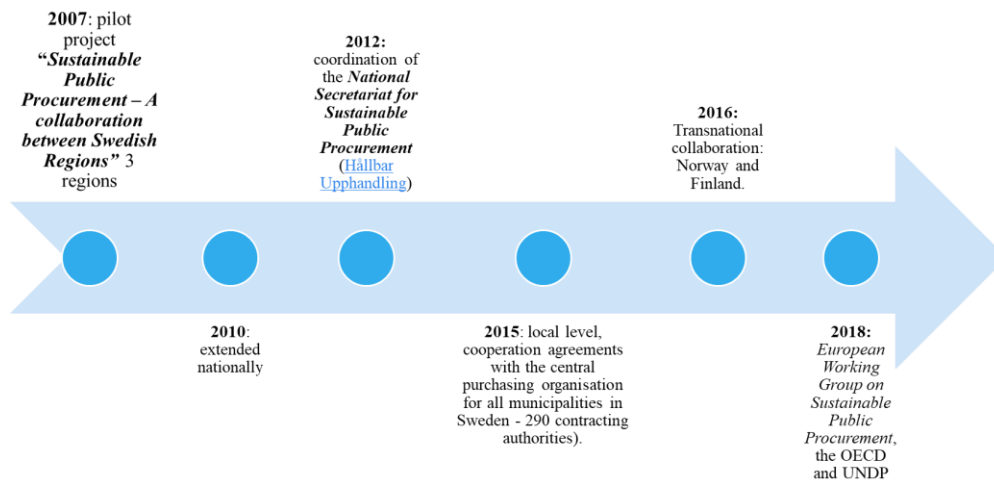 2007: pilot
project
“Sustainable
Public
Procurement – A
collaboration
between Swedish
Regions” 3
regions
2010:
extended
nationally
2012:
coordination of
the National
Secretariat for
Sustainable
Public
Procurement
(Hållbar
Upphandling)
2015: local level,
cooperation agreements
with the central
purchasing organisation
for all municipalities in
Sweden - 290 contracting
authorities).
2016:
Transnational
collaboration:
Norway and
Finland.
2018:
European
Working
Group on
Sustainable
Public
Procurement,
the OECD
and UNDP